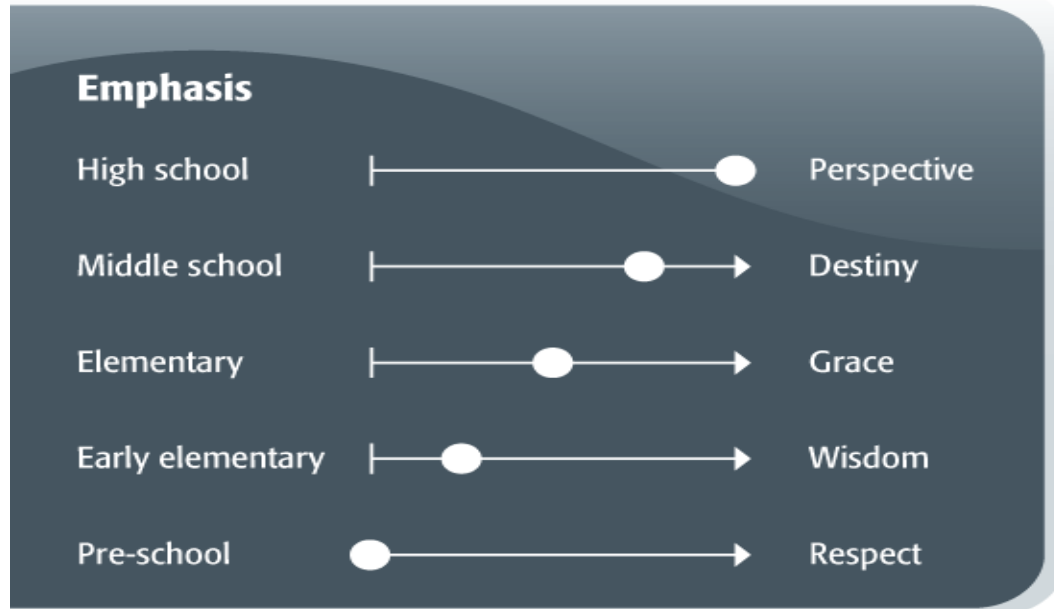 Emphasis
High school Perspective
Middle school Destiny
Elementary Grace
Early elementary Wisdom
Pre-school Respect